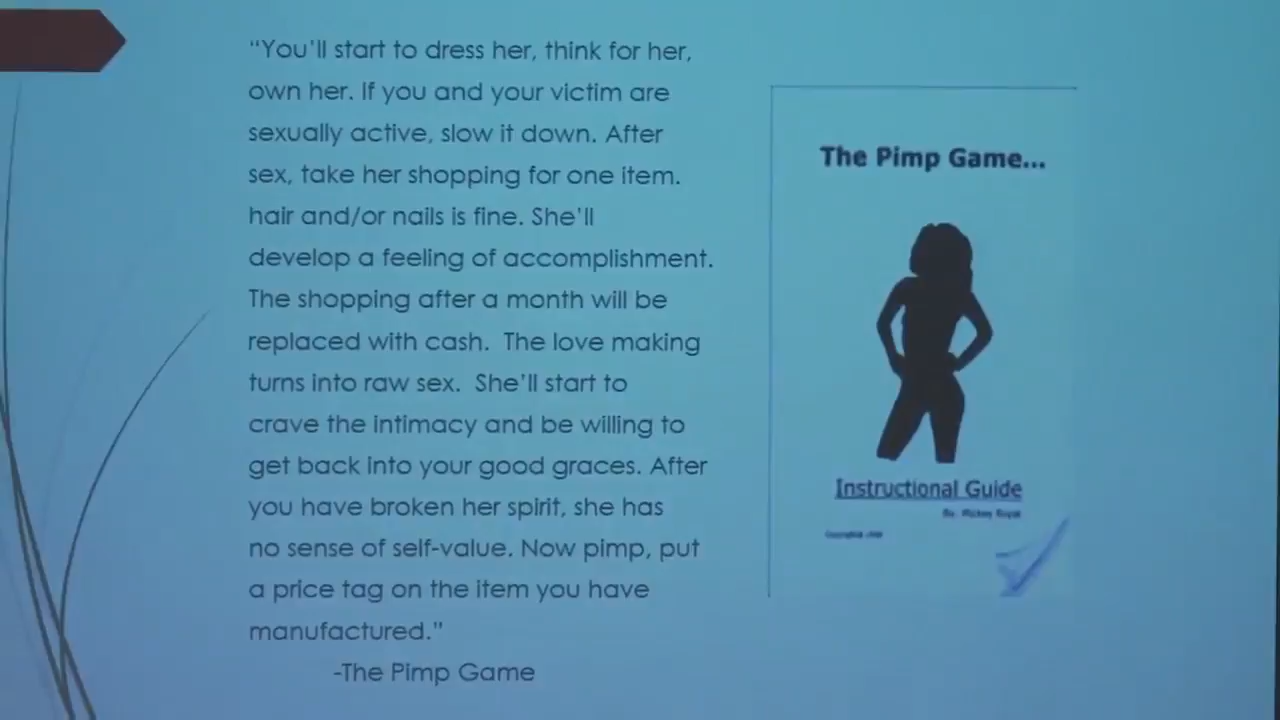 “You’ll start to dress her, think for her,
own her. If you and your victim are
sexually active, slow it down. After
sex, take her shopping for one item.
hair and/or nails is fine. She’ll
develop a feeling of accomplishment.
The shopping after a month will be
replaced with cash.  The love making
turns into raw sex.  She’ll start to
crave the intimacy and be willing to
get back into your good graces. After
you have broken her spirit, she has
no sense of self-value. Now pimp, put
a price tag on the item you have
manufactured.”
-The Pimp Game
The Pimp Game...
Instructional Guide
By: